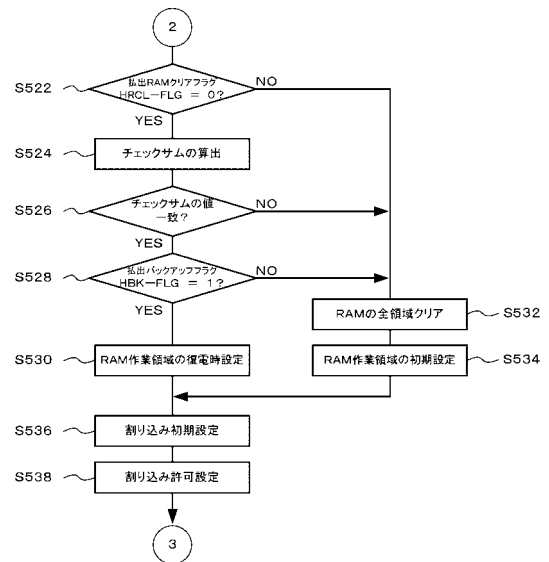 2
S522
払出RAMクリアフラグ
HRCL−FLG = 0?
NO
YES
S524
チェックサムの算出
S526
チェックサムの値
一致?
NO
YES
S528
払出バックアップフラグ
HBK−FLG = 1?
NO
YES
RAMの全領域クリア
S532
S530
RAM作業領域の復電時設定
RAM作業領域の初期設定
S534
S536
割り込み初期設定
S538
割り込み許可設定
3